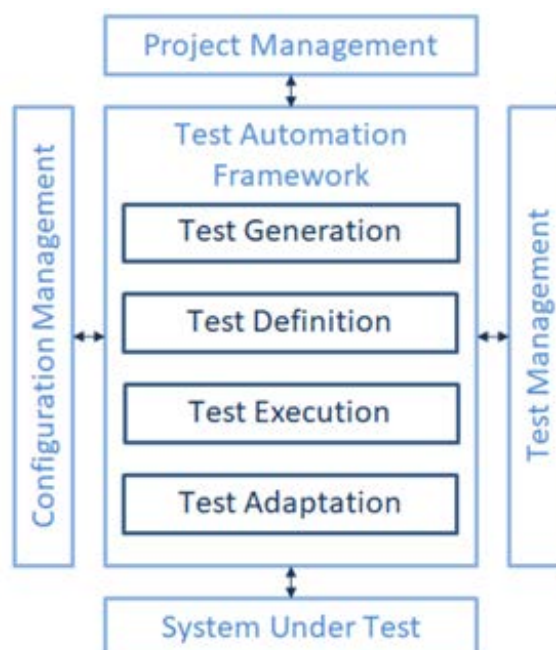 Project Management
Configuration Management
Test Automation
Framework
Test Generation
Test Definition
Test Execution
Test Adaptation
Test Management
System Under Test